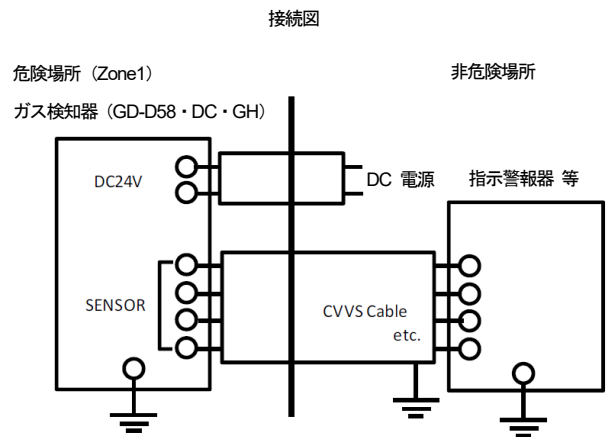 接続図
危険場所（Zone1）
非危険場所
ガス検知器（GD-D58・DC・GH）
DC24V
DC 電源
指示警報器 等
SENSOR
CVVS Cable
etc.